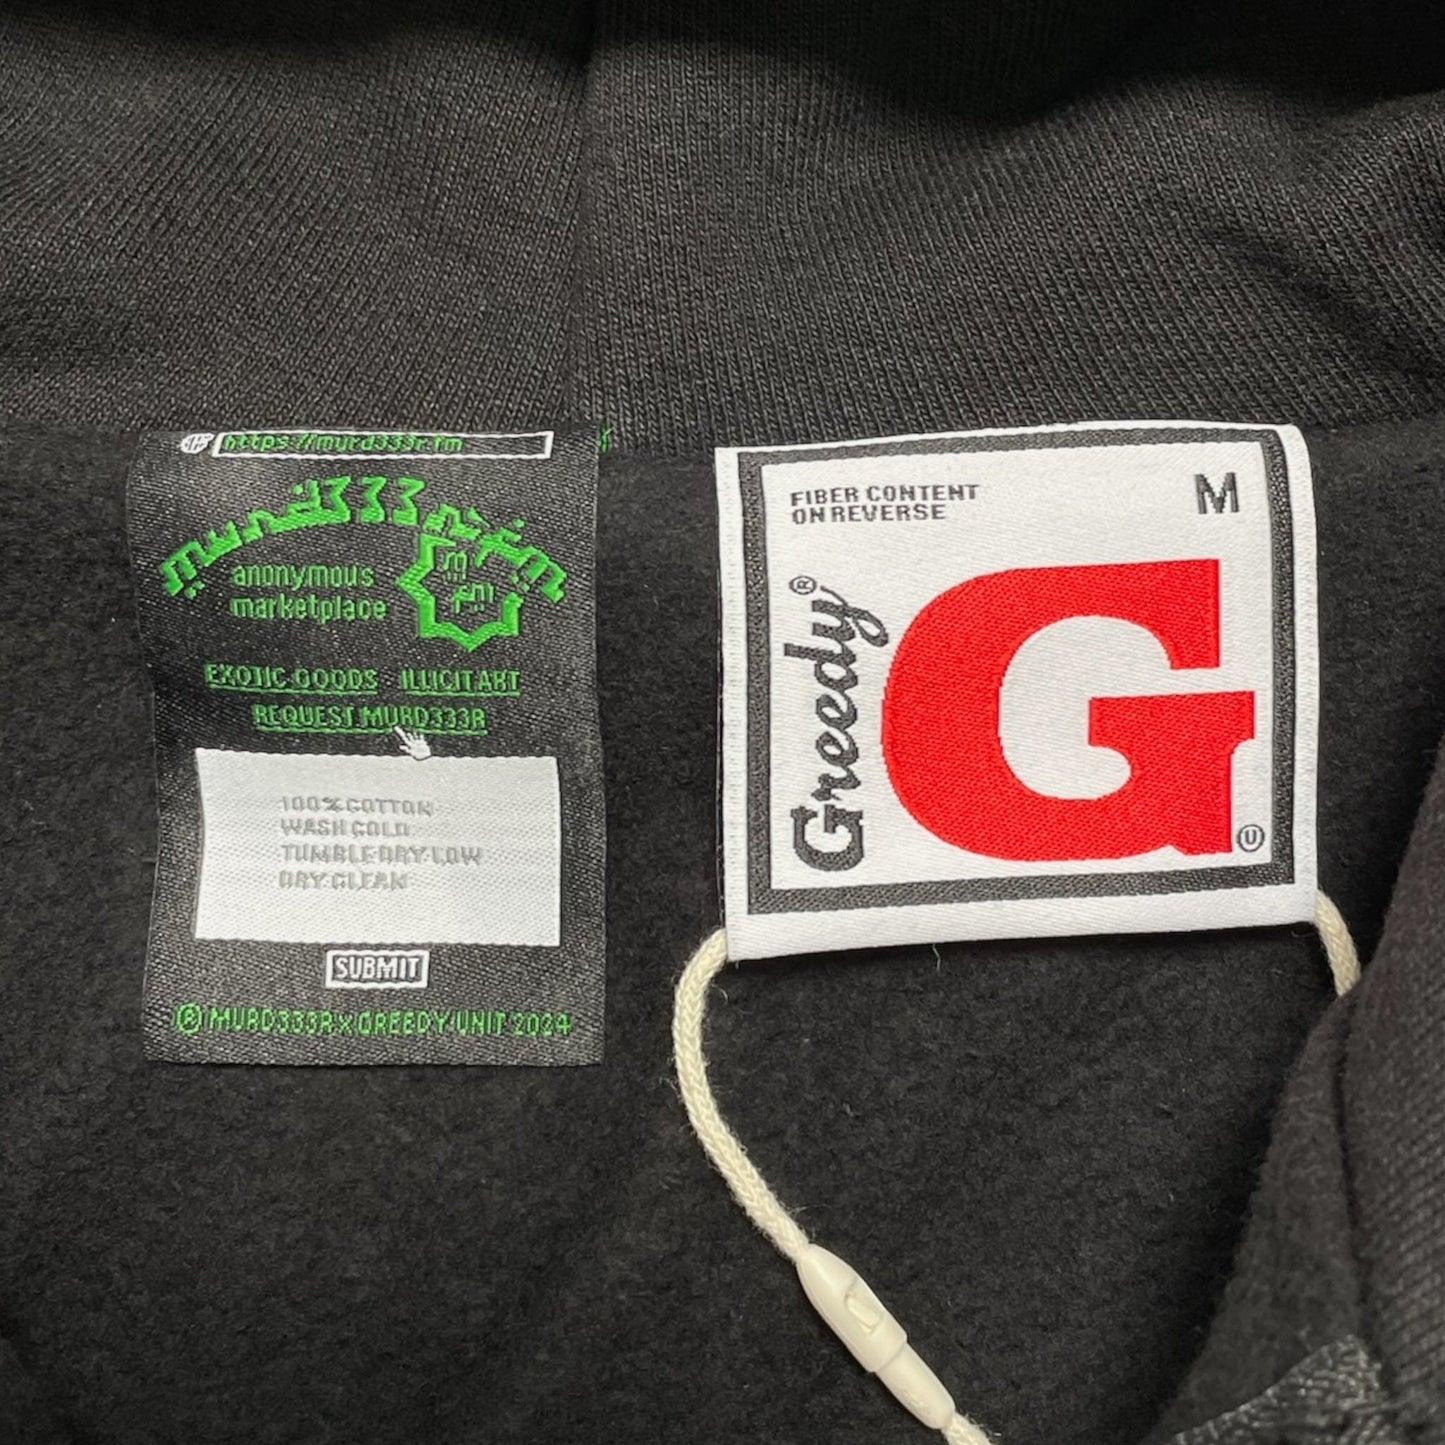 https://murd333r.fm
murd333r.fm
anonymous
marketplace
EXOTIC GOODS ILLICIT ART
REQUEST MURD333R
100% COTTON
WASH COLD
TUMBLE DRY LOW
DRY CLEAN
SUBMIT
® MURD333R X GREEDY UNIT 2024
FIBER CONTENT
ON REVERSE
M
Greedy®
G